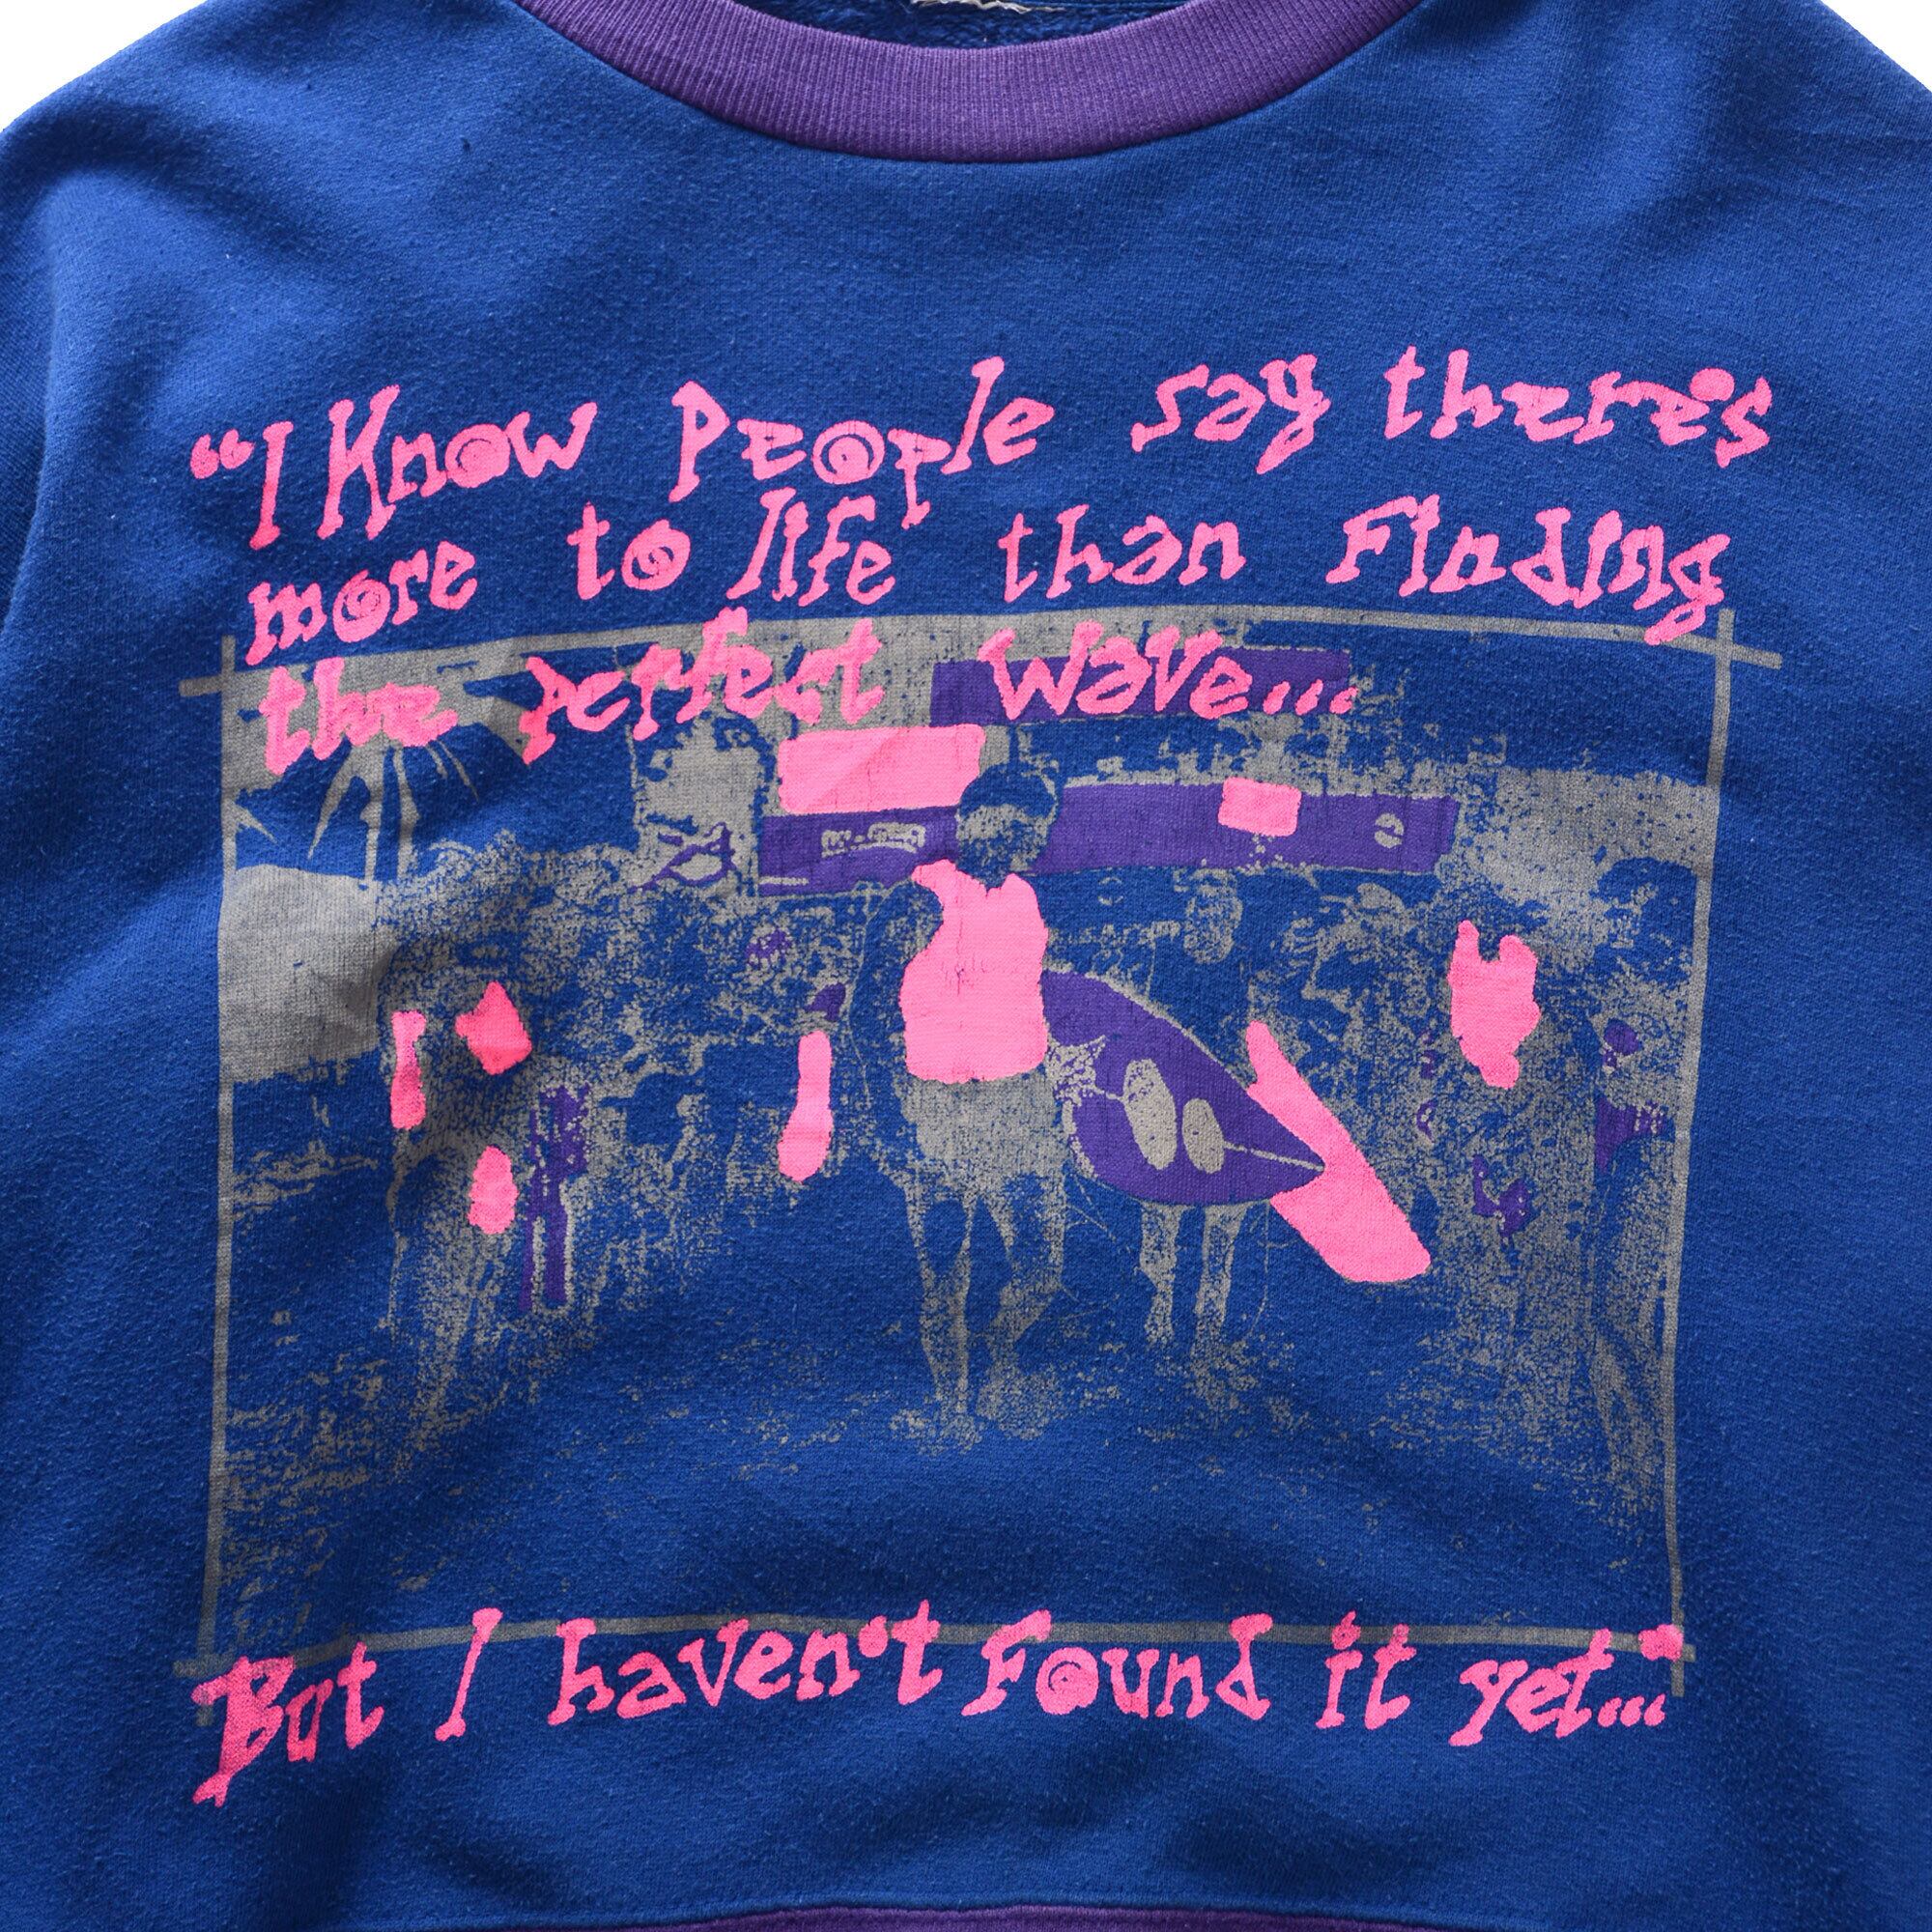 “I Know People say there's
more to life than Finding
the perfect wave...
But I haven't Found it yet...”